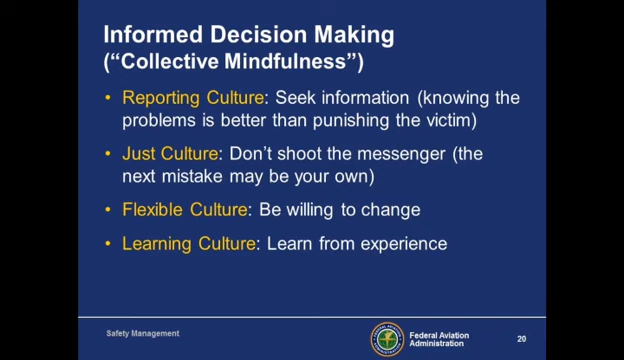 Informed Decision Making
(“Collective Mindfulness”)
• Reporting Culture: Seek information (knowing the
problems is better than punishing the victim)
• Just Culture: Don’t shoot the messenger (the
next mistake may be your own)
• Flexible Culture: Be willing to change
• Learning Culture: Learn from experience
Safety Management
Federal Aviation
Administration
20